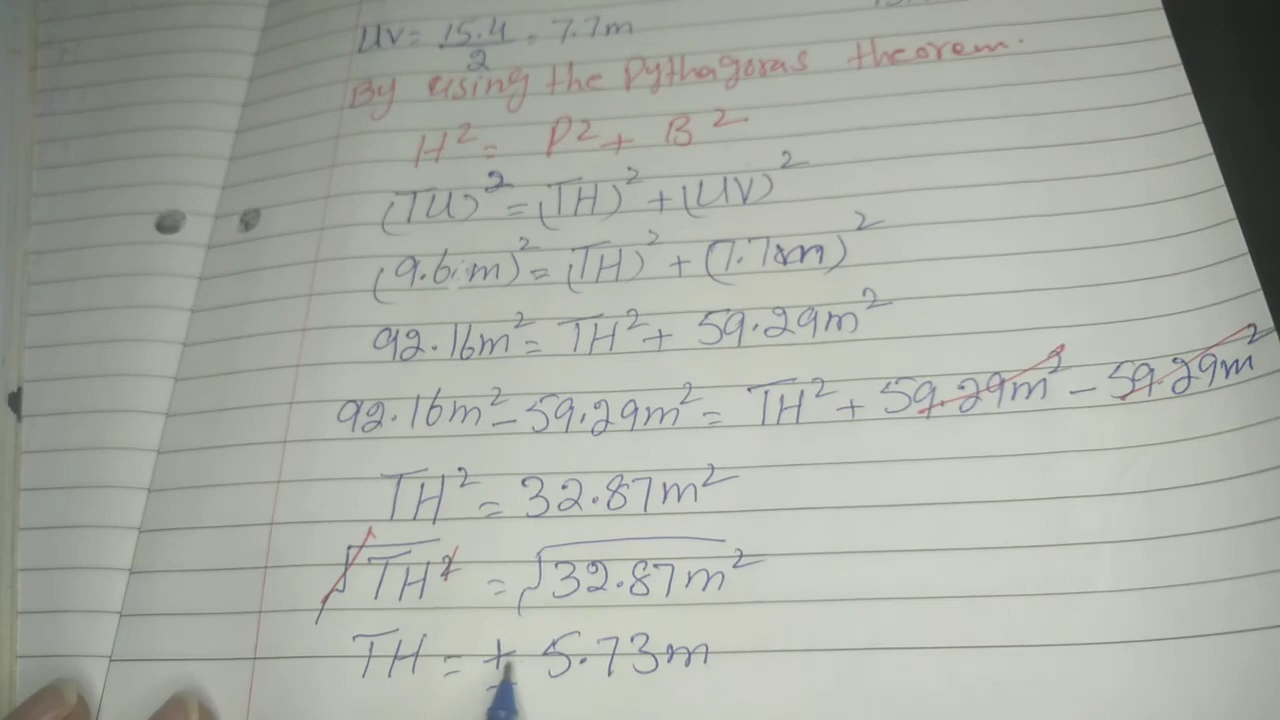 UV = 15.4/2 = 7.7m
By using the Pythagoras theorem.
H² = P² + B²
(TU)² = (TH)² + (UV)²
(9.6m)² = (TH)² + (7.7m)²
92.16m² = TH² + 59.29m²
92.16m² - 59.29m² = TH² + 59.29m² - 59.29m²
TH² = 32.87m²
√TH² = √32.87m²
TH = ± 5.73m